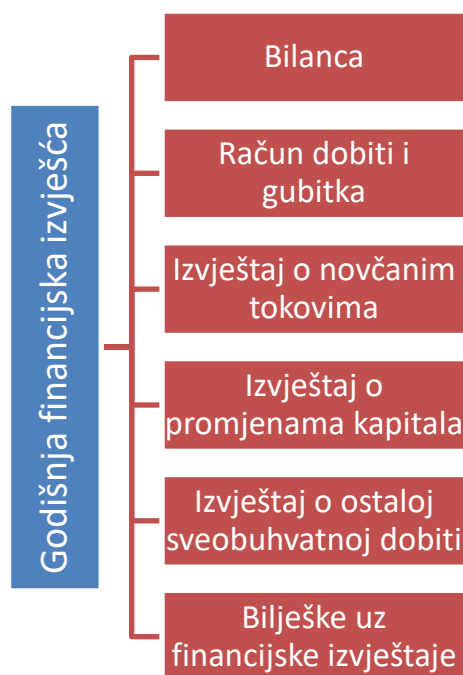 Godišnja financijska izvješća
Bilanca
Račun dobiti i
gubitka
Izvještaj o novčanim
tokovima
Izvještaj o
promjenama kapitala
Izvještaj o ostaloj
sveobuhvatnoj dobiti
Bilješke uz
financijske izvještaje